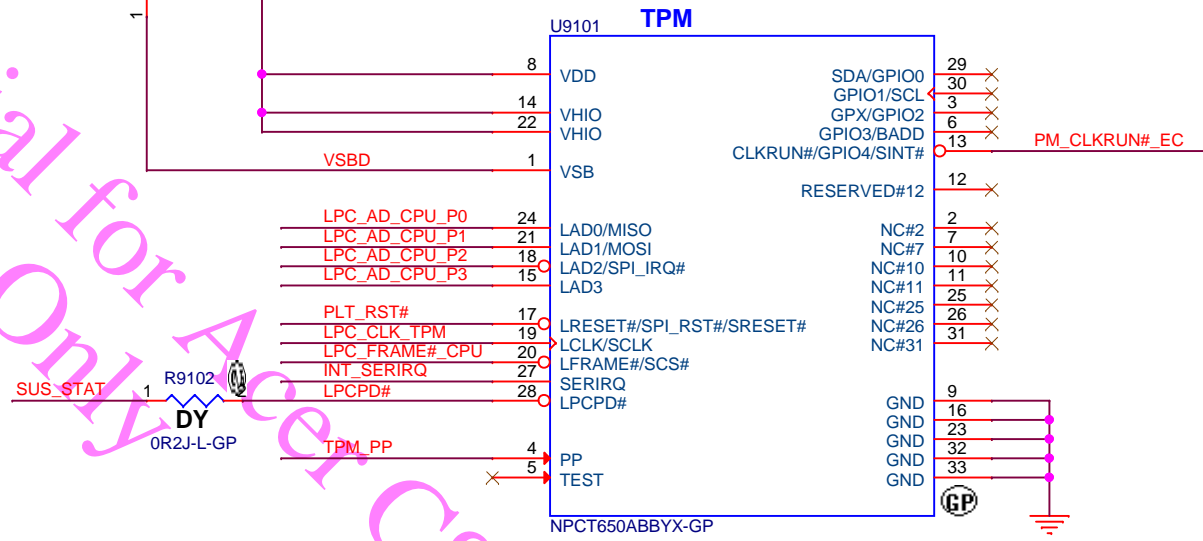 TPM
U9101
1
8
VDD
14
VHIO
22
VHIO
VSBD
1
VSB
LPC_AD_CPU_P0
24
LAD0/MISO
LPC_AD_CPU_P1
21
LAD1/MOSI
LPC_AD_CPU_P2
18
LAD2/SPI_IRQ#
LPC_AD_CPU_P3
15
LAD3
PLT_RST#
17
LRESET#/SPI_RST#/SRESET#
LPC_CLK_TPM
19
LCLK/SCLK
LPC_FRAME#_CPU
20
LFRAME#/SCS#
INT_SERIRQ
27
SERIRQ
SUS_STAT
1
R9102
2
DY
0R2J-L-GP
LPCPD#
28
LPCPD#
TPM_PP
4
PP
5
TEST
SDA/GPIO0
29
GPIO1/SCL
30
GPX/GPIO2
3
GPIO3/BADD
6
CLKRUN#/GPIO4/SINT#
13
PM_CLKRUN#_EC
RESERVED#12
12
NC#2
2
NC#7
7
NC#10
10
NC#11
11
NC#25
25
NC#26
26
NC#31
31
GND
9
GND
16
GND
23
GND
32
GND
33
GP
NPCT650ABBYX-GP
ial for Acer Co
Only